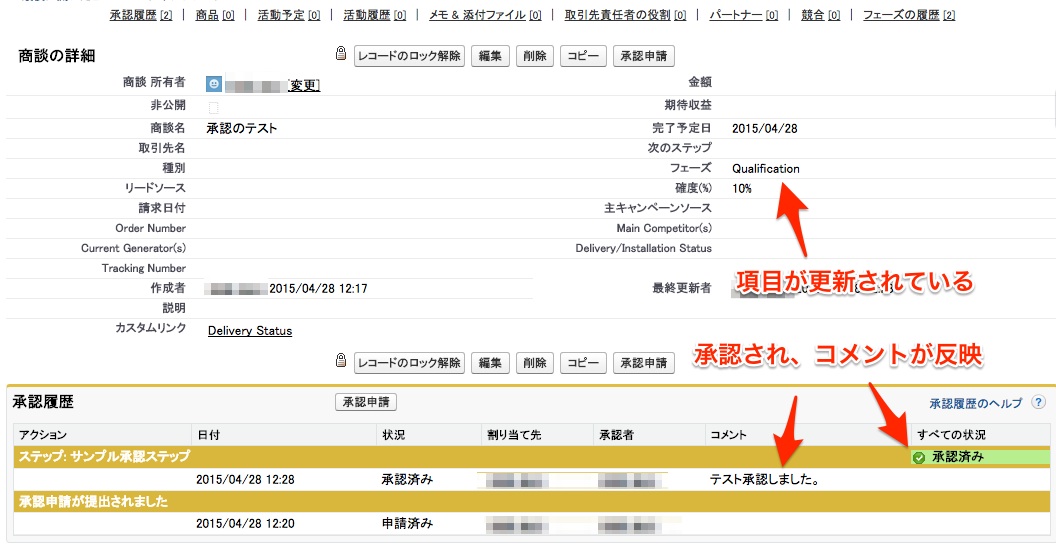 承認履歴 [2] | 商品 [0] | 活動予定 [0] | 活動履歴 [0] | メモ & 添付ファイル [0] | 取引先責任者の役割 [0] | パートナー [0] | 競合 [0] | フェーズの履歴 [2]
商談の詳細 レコードのロック解除 編集 削除 コピー 承認申請
商談 所有者 [変更] 金額
非公開 期待収益
商談名 承認のテスト 完了予定日 2015/04/28
取引先名 次のステップ
種別 フェーズ Qualification
リードソース 確度(%) 10%
請求日付 主キャンペーンソース
Order Number Main Competitor(s)
Current Generator(s) Delivery/Installation Status
Tracking Number
項目が更新されている
作成者 2015/04/28 12:17 最終更新者
説明
カスタムリンク Delivery Status
承認され、コメントが反映
レコードのロック解除 編集 削除 コピー 承認申請
承認履歴 承認申請 承認履歴のヘルプ ?
アクション 日付 状況 割り当て先 承認者 コメント すべての状況
ステップ: サンプル承認ステップ 承認済み
2015/04/28 12:28 承認済み テスト承認しました。
承認申請が提出されました
2015/04/28 12:20 申請済み